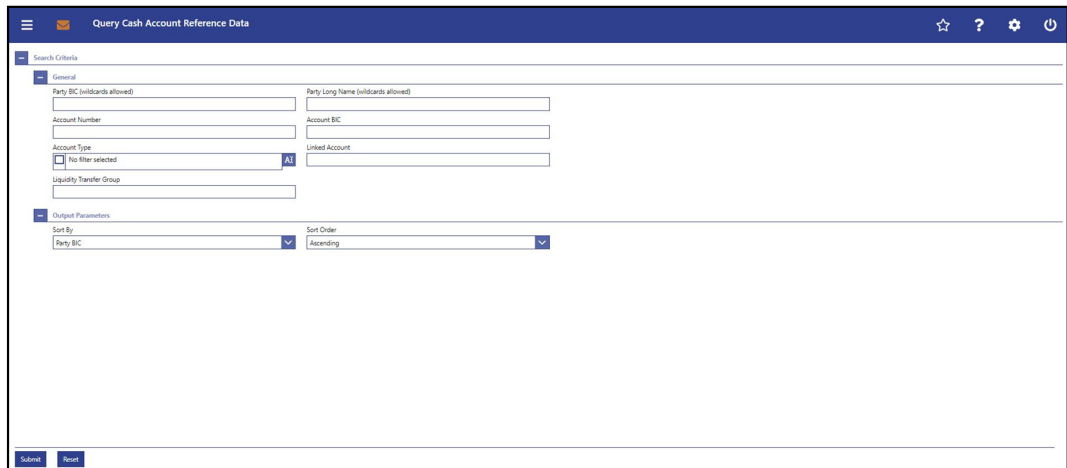 Query Cash Account Reference Data
?
Search Criteria
General
Party BIC (wildcards allowed) Party Long Name (wildcards allowed)
Account Number Account BIC
Account Type Linked Account
No filter selected AI
Liquidity Transfer Group
Output Parameters
Sort By Sort Order
Party BIC Ascending
Submit Reset